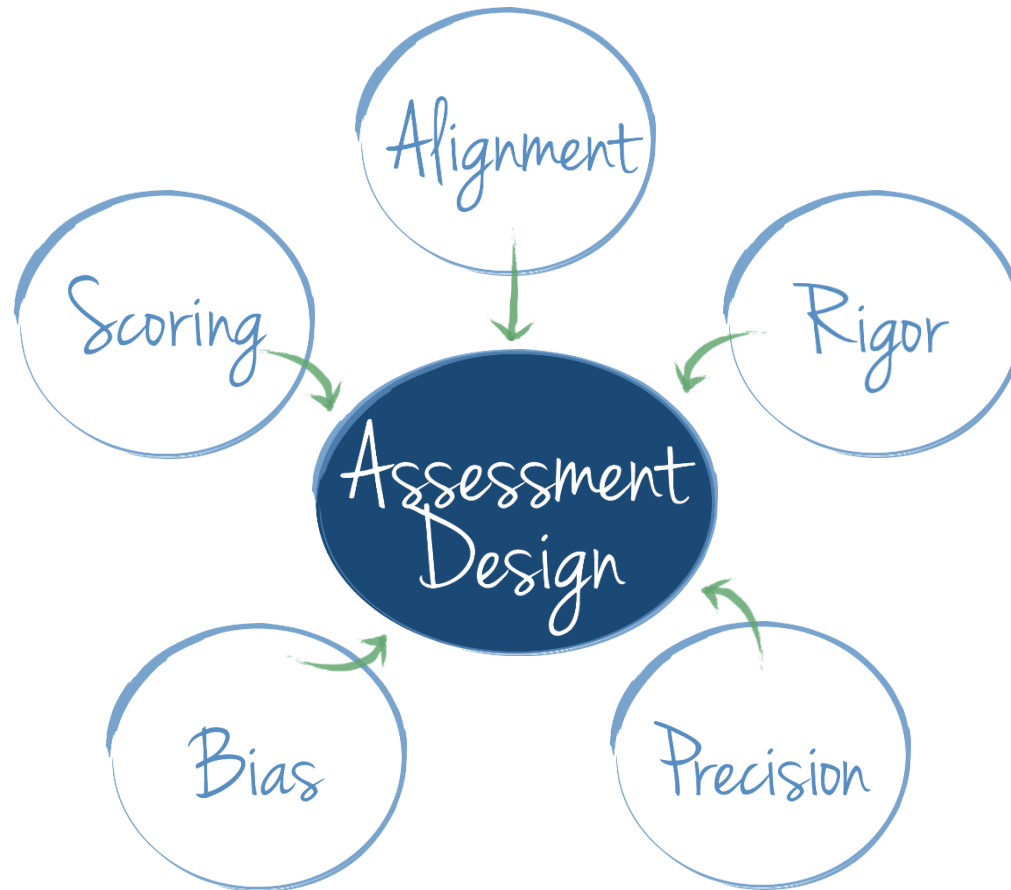 Alignment
Scoring
Rigor
Assessment
Design
Bias
Precision